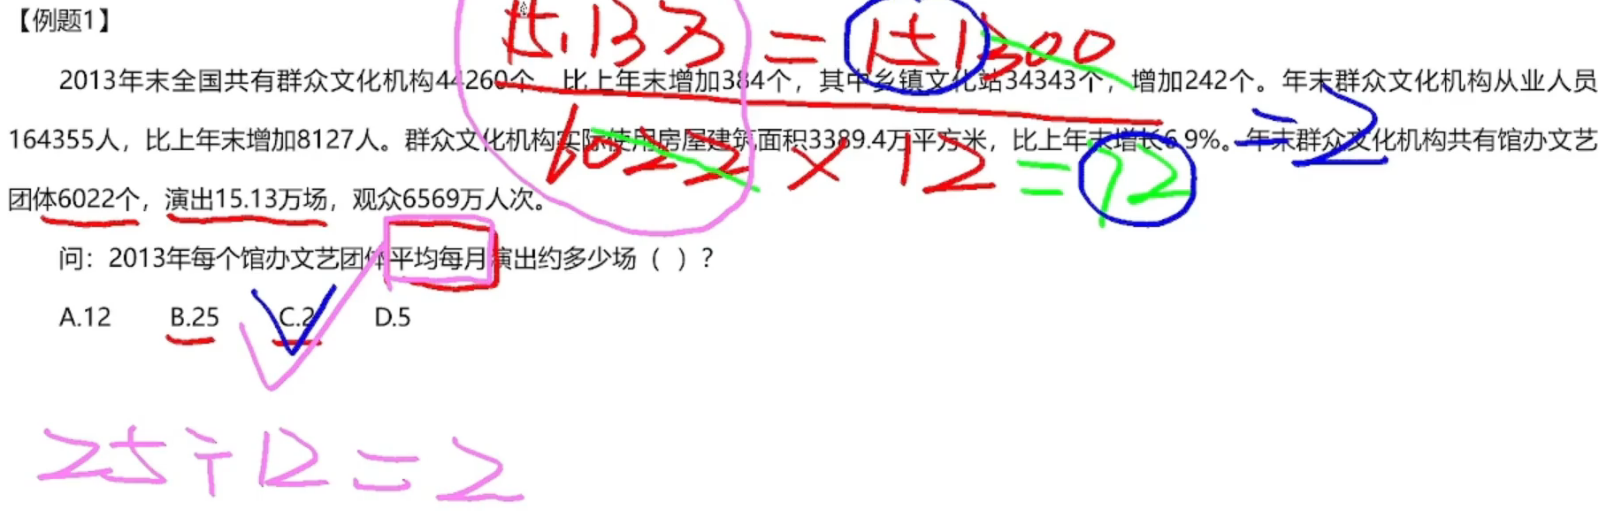 【例题1】
15.13万 = 151300
2013年末全国共有群众文化机构44260个，比上年末增加384个，其中乡镇文化站34343个，增加242个。年末群众文化机构从业人员
164355人，比上年末增加8127人。群众文化机构实际使用房屋建筑面积3389.4万平方米，比上年末增长6.9%。年末群众文化机构共有馆办文艺
6022 × 12 = 72
=2
团体6022个，演出15.13万场，观众6569万人次。
问：2013年每个馆办文艺团体平均每月演出约多少场（ ）？
A.12 B.25 C.2 D.5
25÷12=2